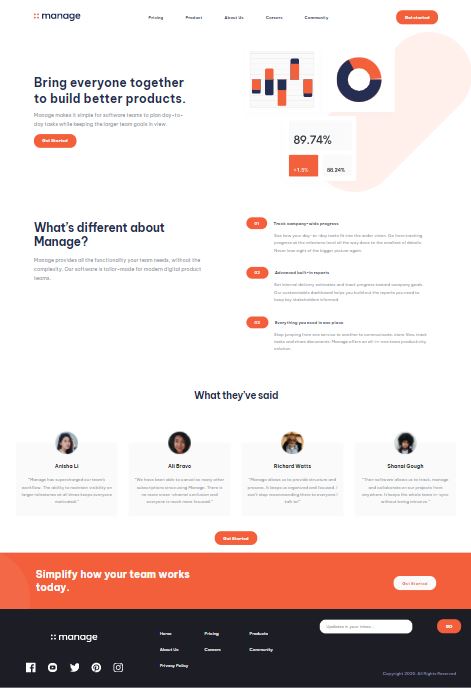 manage
Pricing
Product
About Us
Careers
Community
Get started
Bring everyone together
to build better products.
Manage makes it simple for software teams to plan day-to-
day tasks while keeping the larger team goals in view.
Get Started
89.74%
+1.5%
88.24%
What's different about
Manage?
Manage provides all the functionality your team needs, without the
complexity. Our software is tailor-made for modern digital product
teams.
01
Track company-wide progress
See how your day-to-day tasks fit into the wider vision. Go from tracking
progress at the milestone level all the way done to the smallest of details.
Never lose sight of the bigger picture again.
02
Advanced built-in reports
Set internal delivery estimates and track progress toward company goals.
Our customisable dashboard helps you build out the reports you need to
keep key stakeholders informed.
03
Everything you need in one place
Stop jumping from one service to another to communicate, store files, track
tasks and share documents. Manage offers an all-in-one team productivity
solution.
What they've said
Anisha Li
"Manage has supercharged our team's
workflow. The ability to maintain visibility on
larger milestones at all times keeps everyone
motivated."
Ali Bravo
"We have been able to cancel so many other
subscriptions since using Manage. There is
no more cross-channel confusion and
everyone is much more focused."
Richard Watts
"Manage allows us to provide structure and
process. It keeps us organized and focused. I
can't stop recommending them to everyone I
talk to!"
Shanai Gough
"Their software allows us to track, manage
and collaborate on our projects from
anywhere. It keeps the whole team in-sync
without being intrusive."
Get Started
Simplify how your team works
today.
Get Started
manage
Home
Pricing
Products
About Us
Careers
Community
Privacy Policy
Updates in your inbox...
GO
Copyright 2020. All Rights Reserved